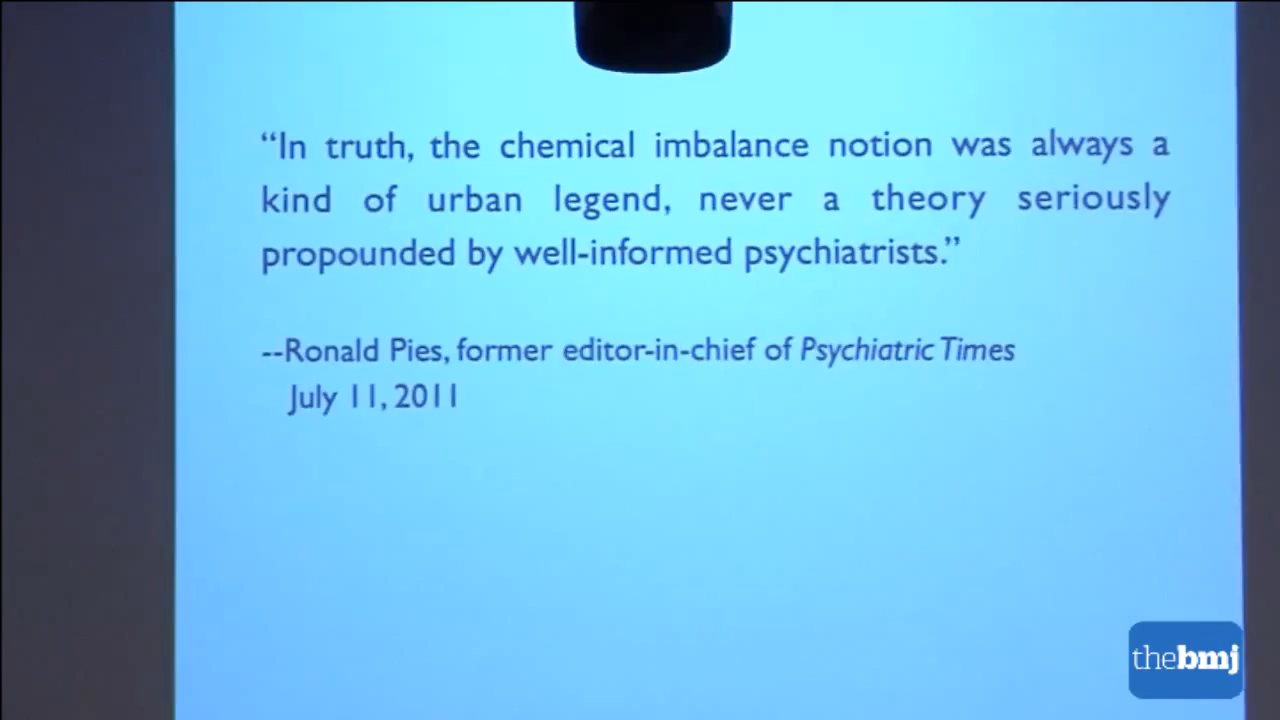 “In truth, the chemical imbalance notion was always a
kind of urban legend, never a theory seriously
propounded by well-informed psychiatrists.”
--Ronald Pies, former editor-in-chief of Psychiatric Times
July 11, 2011
thebmj